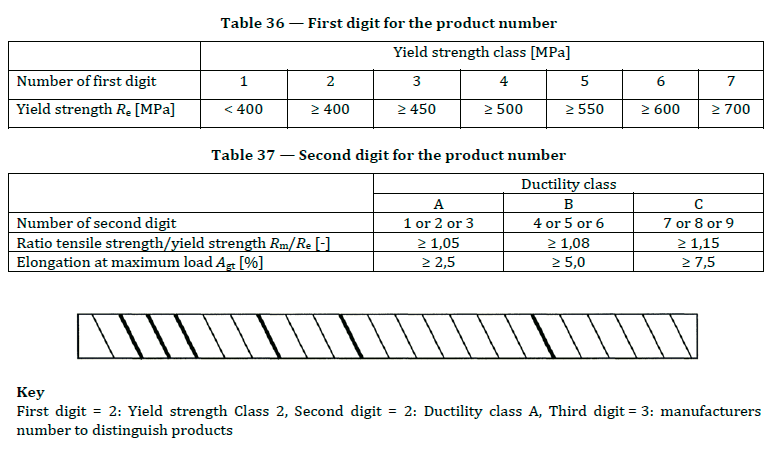 Table 36 — First digit for the product number
Yield strength class [MPa]
Number of first digit 1 2 3 4 5 6 7
Yield strength Re [MPa] < 400 ≥ 400 ≥ 450 ≥ 500 ≥ 550 ≥ 600 ≥ 700
Table 37 — Second digit for the product number
Ductility class
A B C
Number of second digit 1 or 2 or 3 4 or 5 or 6 7 or 8 or 9
Ratio tensile strength/yield strength Rm/Re [-] ≥ 1,05 ≥ 1,08 ≥ 1,15
Elongation at maximum load Agt [%] ≥ 2,5 ≥ 5,0 ≥ 7,5
Key
First digit = 2: Yield strength Class 2, Second digit = 2: Ductility class A, Third digit = 3: manufacturers
number to distinguish products